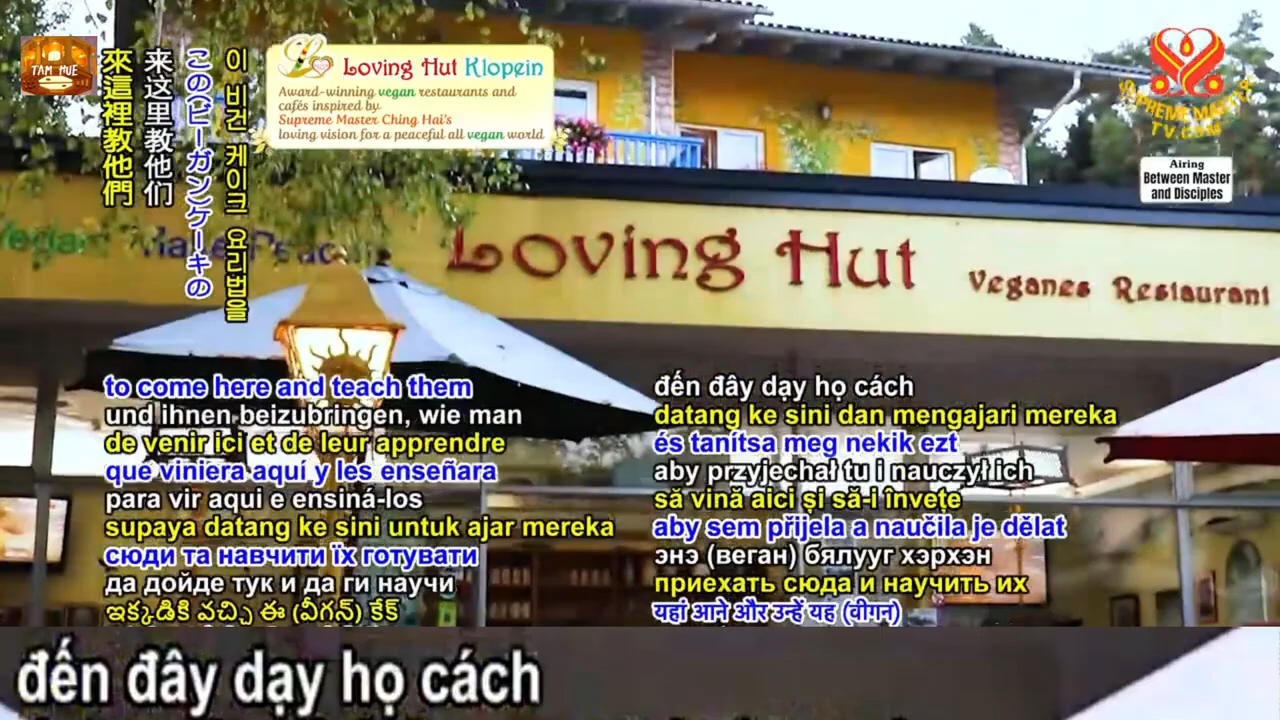 TAM HUE
來這裡教他們
来这里教他们
このビーガンケーキの
이 비건 케이크 요리법을
Loving Hut Klopein
Award-winning vegan restaurants and
cafés inspired by
Supreme Master Ching Hai's
loving vision for a peaceful all vegan world
SUPREME MASTER
TV.COM
Airing
Between Master
and Disciples
Vegan Make Peace
Loving Hut
Veganes Restaurant
to come here and teach them
und ihnen beizubringen, wie man
de venir ici et de leur apprendre
que viniera aquí y les enseñara
para vir aqui e ensiná-los
supaya datang ke sini untuk ajar mereka
сюди та навчити їх готувати
да дойде тук и да ги научи
ఇక్కడికి వచ్చి ఈ (వీగన్) కేక్
đến đây dạy họ cách
datang ke sini dan mengajari mereka
és tanítsa meg nekik ezt
aby przyjechał tu i nauczył ich
să vină aici și să-i învețe
aby sem přijela a naučila je dělat
энэ (веган) бялууг хэрхэн
приехать сюда и научить их
यहां आने और उन्हें यह (वीगन)
đến đây dạy họ cách